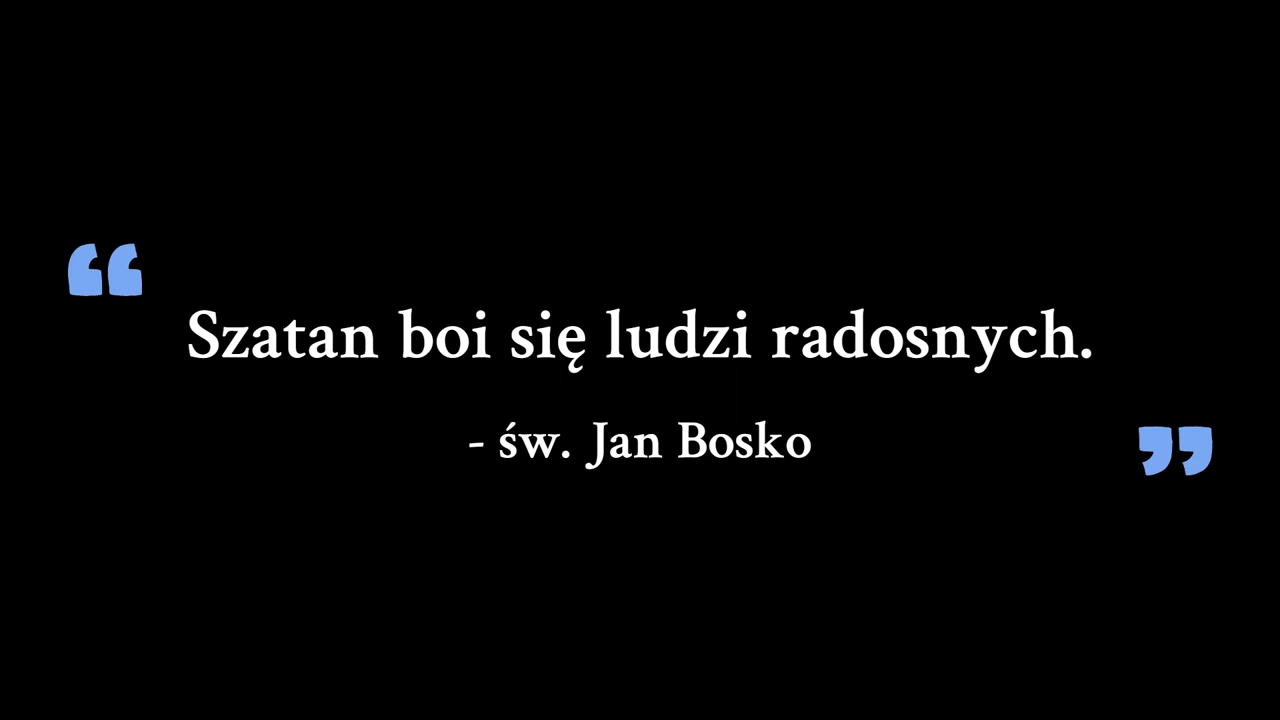 “
Szatan boi się ludzi radosnych.
- św. Jan Bosko
”